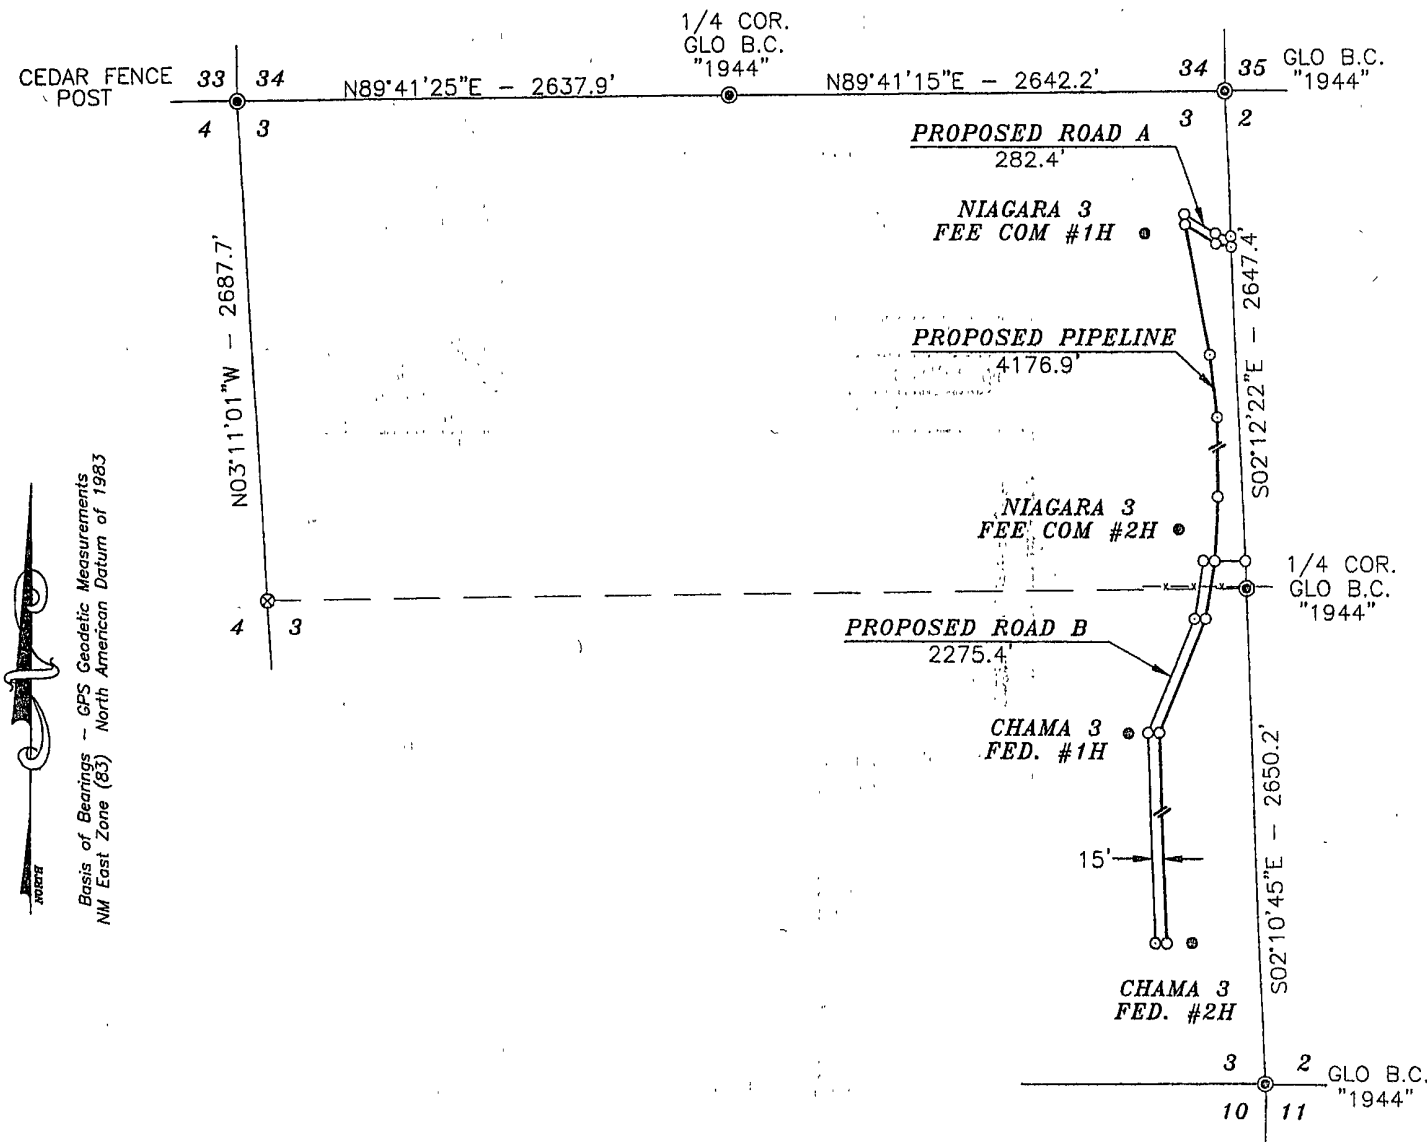 1/4 COR.
GLO B.C.
"1944"
CEDAR FENCE
POST
33 34
N89°41'25"E - 2637.9'
N89°41'15"E - 2642.2'
34 35
GLO B.C.
"1944"
4 3
3 2
PROPOSED ROAD A
282.4'
NIAGARA 3
FEE COM #1H
N03°11'01"W - 2687.7'
S02°12'22"E - 2647.4'
PROPOSED PIPELINE
4176.9'
NIAGARA 3
FEE COM #2H
1/4 COR.
GLO B.C.
"1944"
x x x
4 3
PROPOSED ROAD B
2275.4'
CHAMA 3
FED. #1H
S02°10'45"E - 2650.2'
15'
CHAMA 3
FED. #2H
Basis of Bearings - GPS Geodetic Measurements
NM East Zone (83) North American Datum of 1983
3 2
GLO B.C.
"1944"
10 11